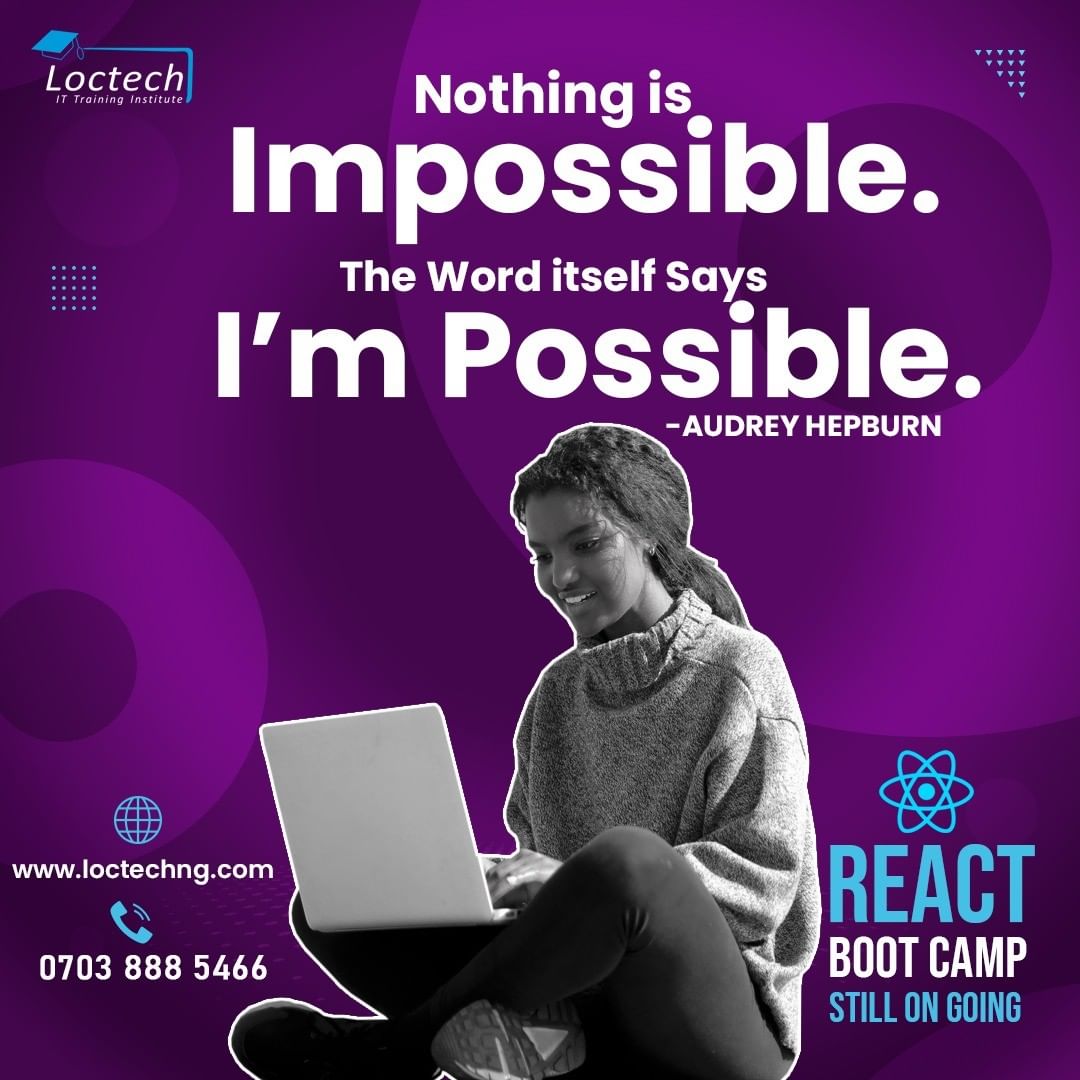 Loctech
IT Training Institute
Nothing is
Impossible.
The Word itself Says
I’m Possible.
-AUDREY HEPBURN
www.loctechng.com
0703 888 5466
REACT
BOOT CAMP
STILL ON GOING